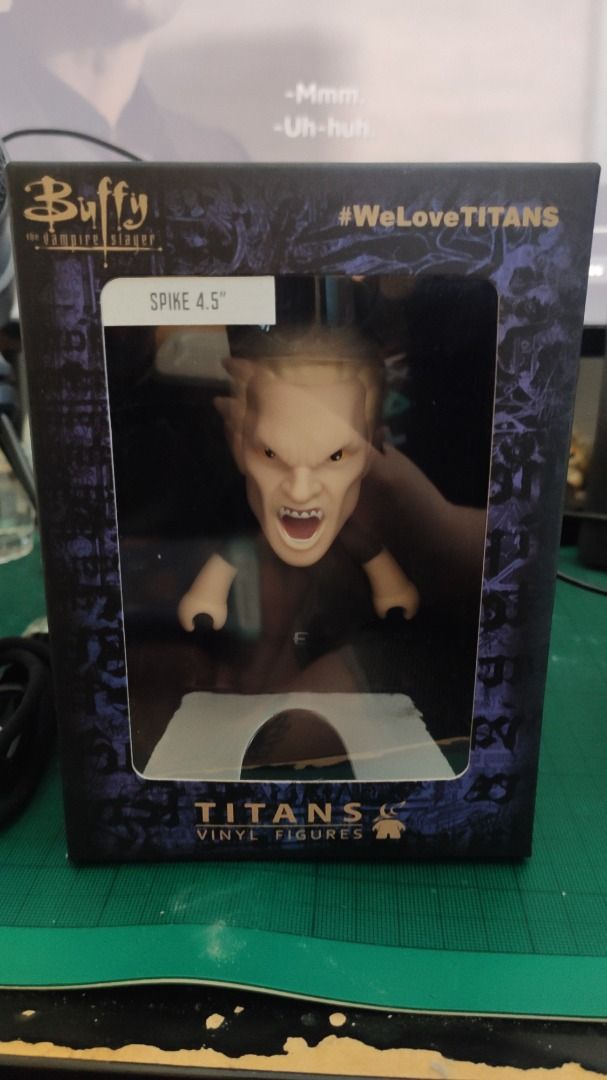 -Mmm.
-Uh-huh.
Buffy
the vampire slayer
#WeLoveTITANS
SPIKE 4.5"
TITANS
VINYL FIGURES